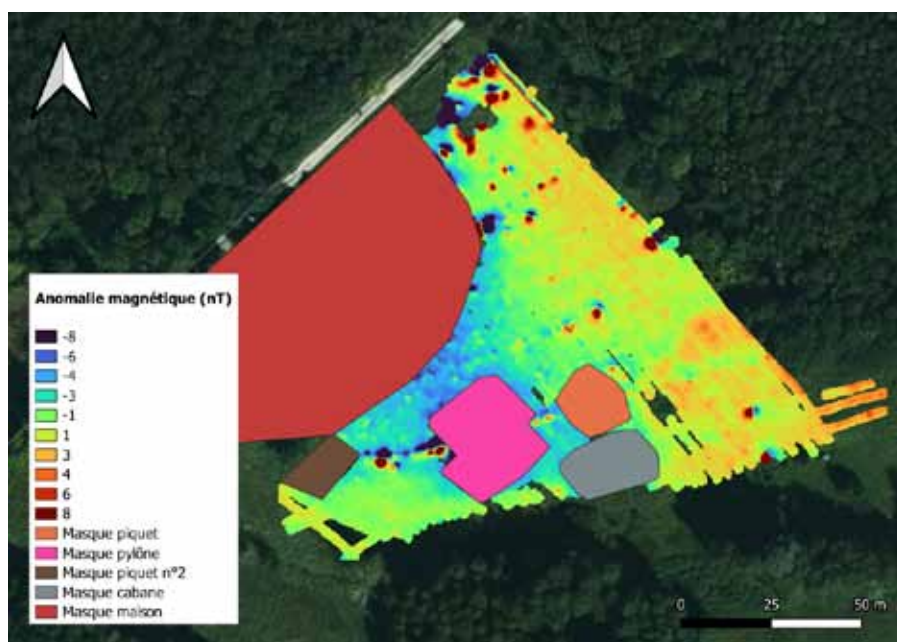 Anomalie magnétique (nT)
-8
-6
-4
-3
-1
1
3
4
6
8
Masque piquet
Masque pylône
Masque piquet n°2
Masque cabane
Masque maison
0 25 50 m